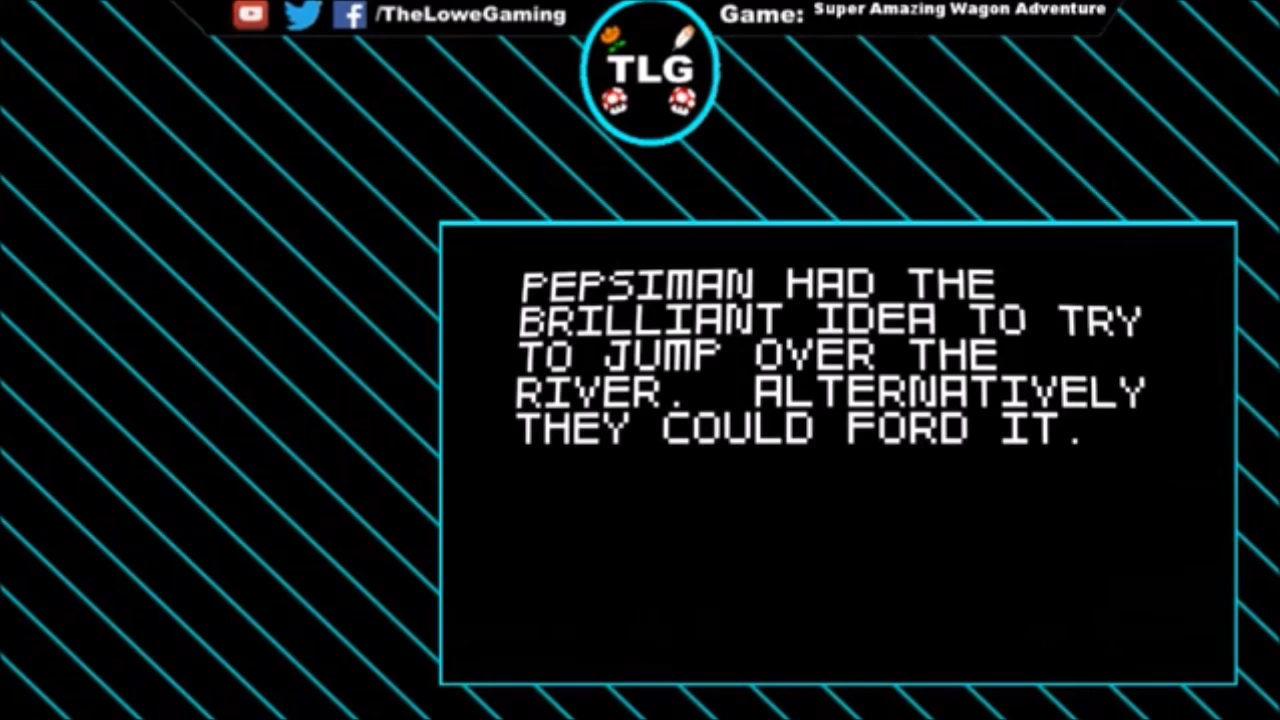 /TheLoweGaming
Game: Super Amazing Wagon Adventure
TLG
PEPSIMAN HAD THE
BRILLIANT IDEA TO TRY
TO JUMP OVER THE
RIVER. ALTERNATIVELY
THEY COULD FORD IT.